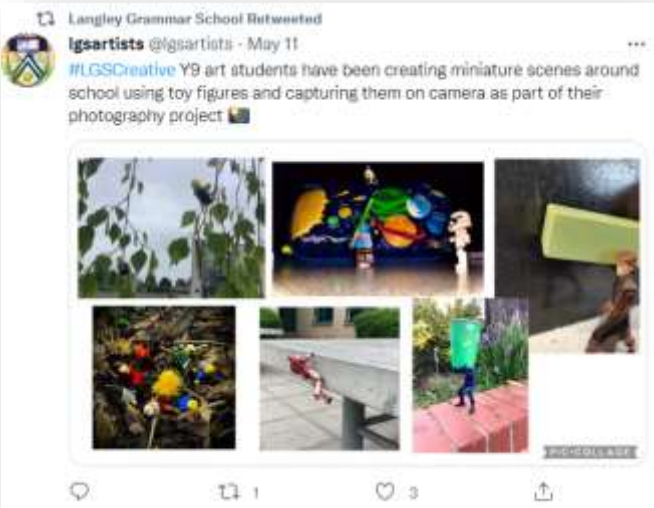 Langley Grammar School Retweeted
lgsartists @lgsartists · May 11
#LGSCreative Y9 art students have been creating miniature scenes around
school using toy figures and capturing them on camera as part of their
photography project
PIC•COLLAGE
1
3